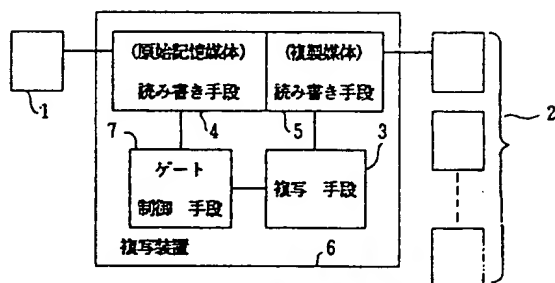 (原始記憶媒体)
読み書き手段
(複製媒体)
読み書き手段
1
4
5
2
7
3
ゲート
制御 手段
複写 手段
複写装置
6